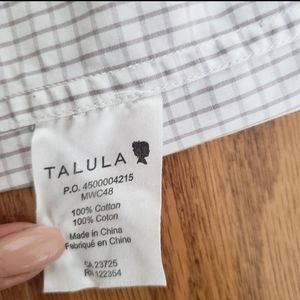 TALULA
P.O. 4500004215
MWC48
100% Cotton
100% Coton
Made in China
Fabriqué en Chine
CA 23725
RN 122354